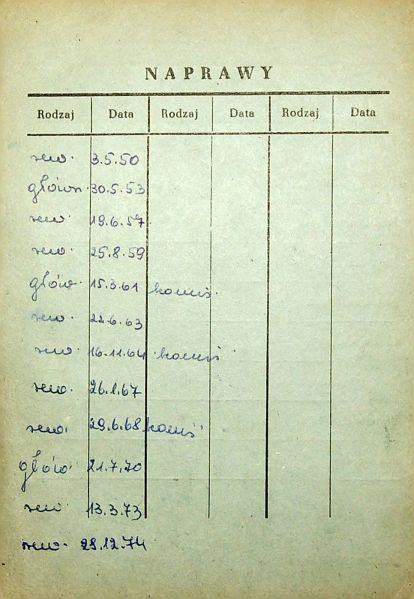 NAPRAWY
Rodzaj Data Rodzaj Data Rodzaj Data
rew. 3.5.50
główn. 30.5.53
rew. 19.6.57
rew. 25.8.59
głów. 15.3.61 komis.
rew. 22.6.63
rew. 16.11.64 komis.
rew. 26.1.67
rew. 29.6.68 komis.
głów. 21.7.70
rew. 13.3.73
rew. 28.12.74